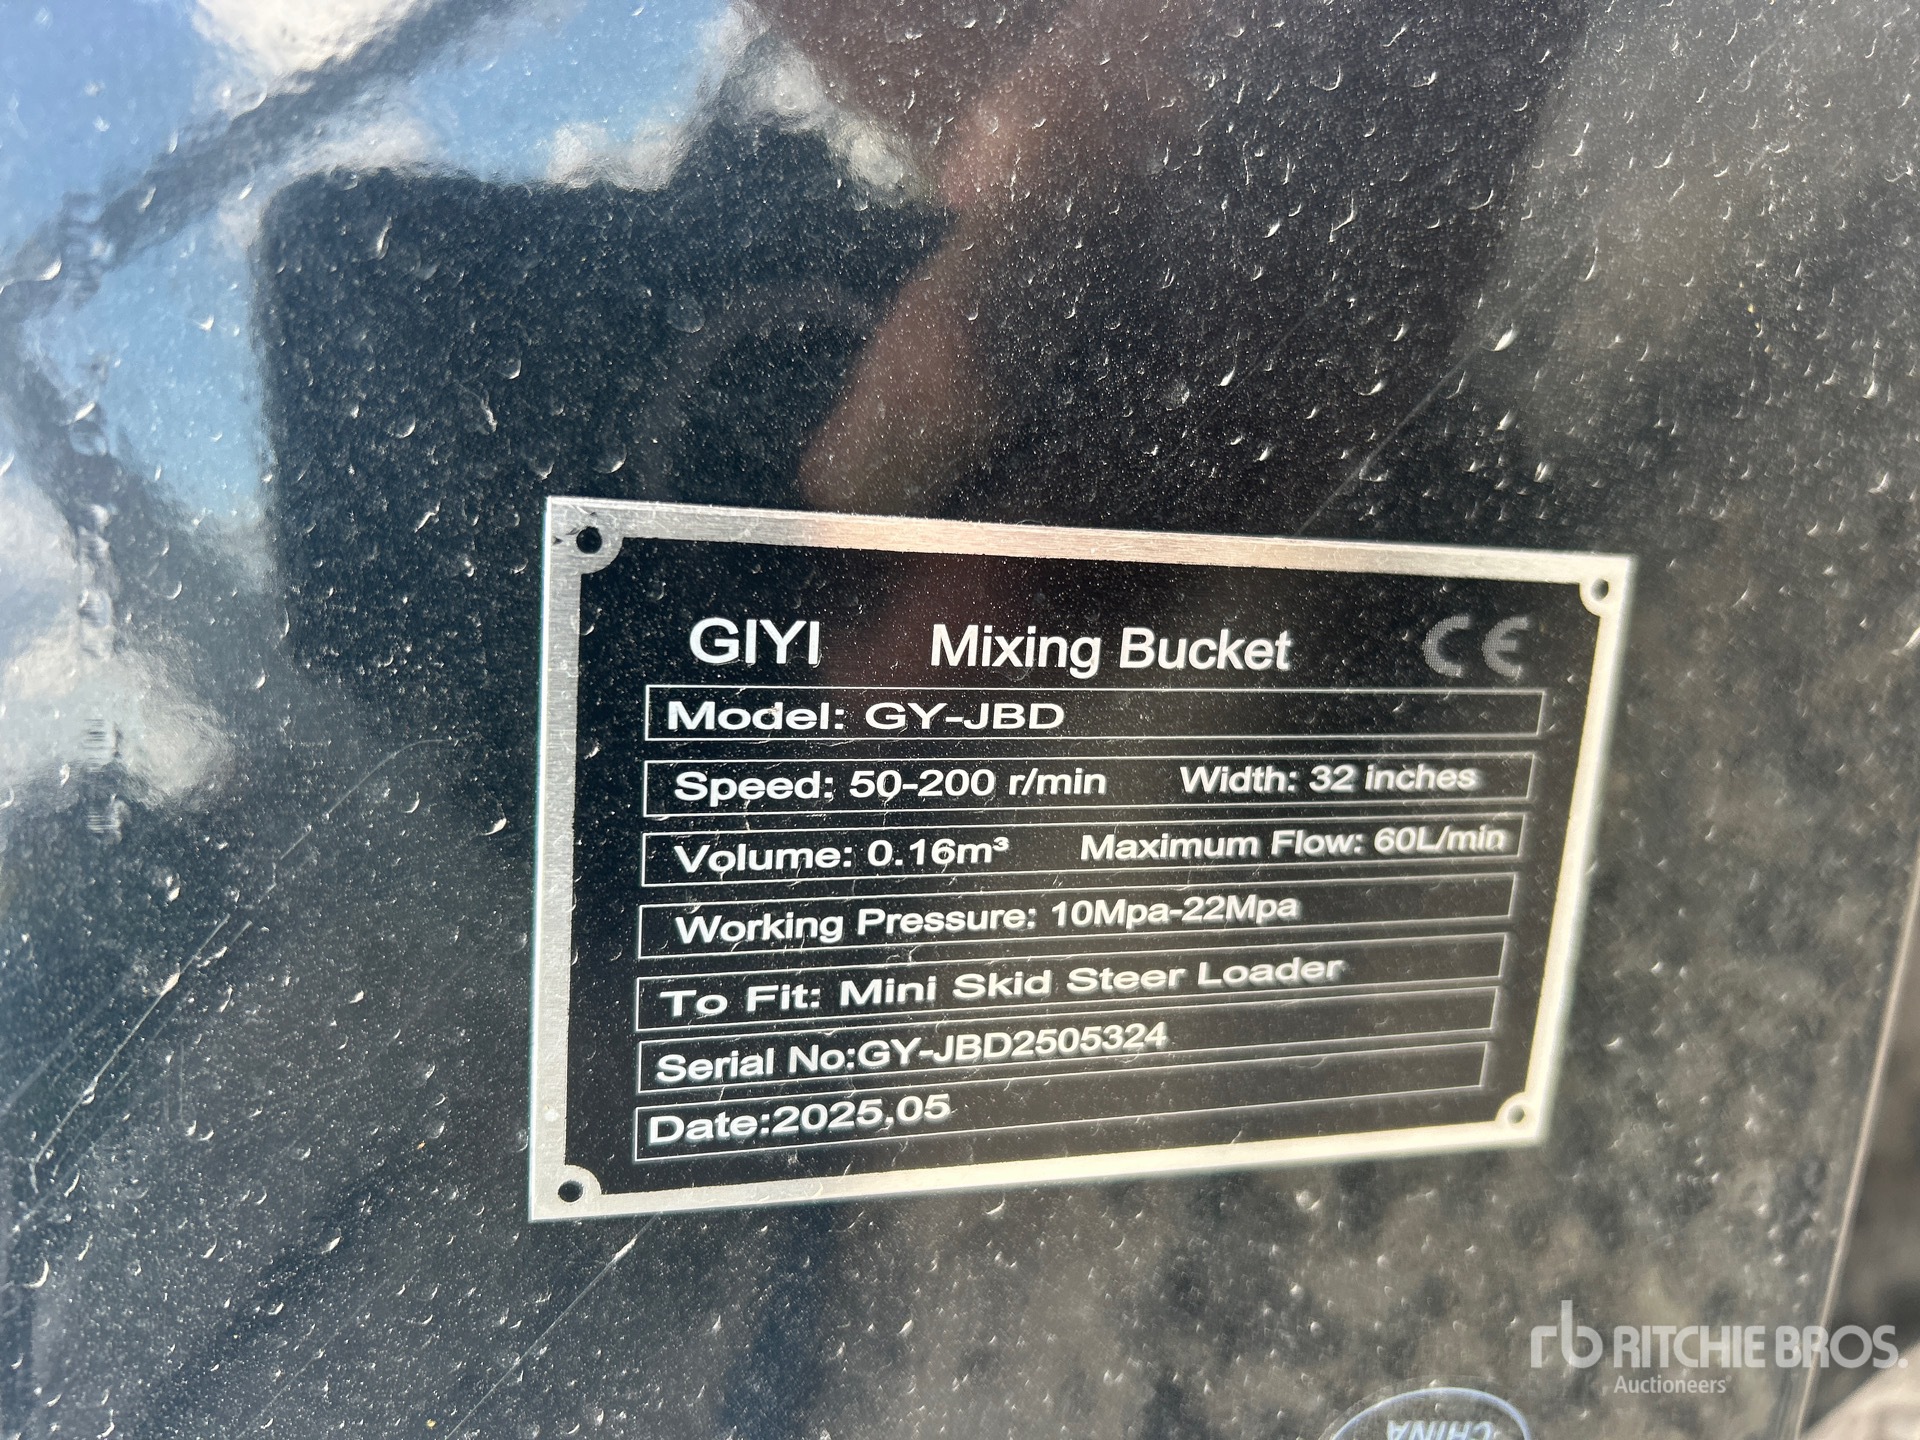 GIYI Mixing Bucket CE
Model: GY-JBD
Speed: 50-200 r/min Width: 32 inches
Volume: 0.16m³ Maximum Flow: 60L/min
Working Pressure: 10Mpa-22Mpa
To Fit: Mini Skid Steer Loader
Serial No:GY-JBD2505324
Date:2025.05
rb RITCHIE BROS.
Auctioneers
CHINA